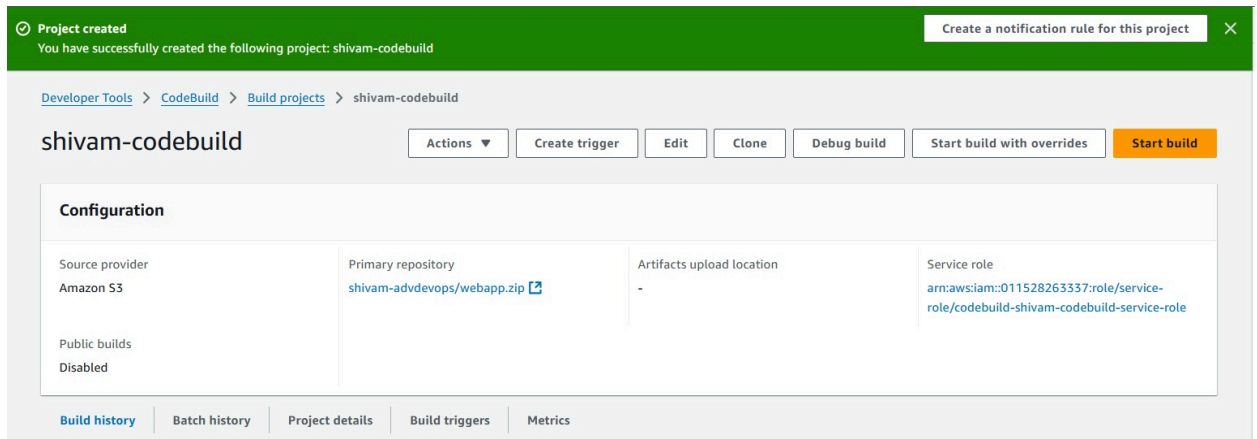 Project created
You have successfully created the following project: shivam-codebuild
Create a notification rule for this project
Developer Tools > CodeBuild > Build projects > shivam-codebuild
shivam-codebuild
Actions ▼
Create trigger
Edit
Clone
Debug build
Start build with overrides
Start build
Configuration
Source provider
Amazon S3
Primary repository
shivam-advdevops/webapp.zip
Artifacts upload location
-
Service role
arn:aws:iam::011528263337:role/service-
role/codebuild-shivam-codebuild-service-role
Public builds
Disabled
Build history
Batch history
Project details
Build triggers
Metrics